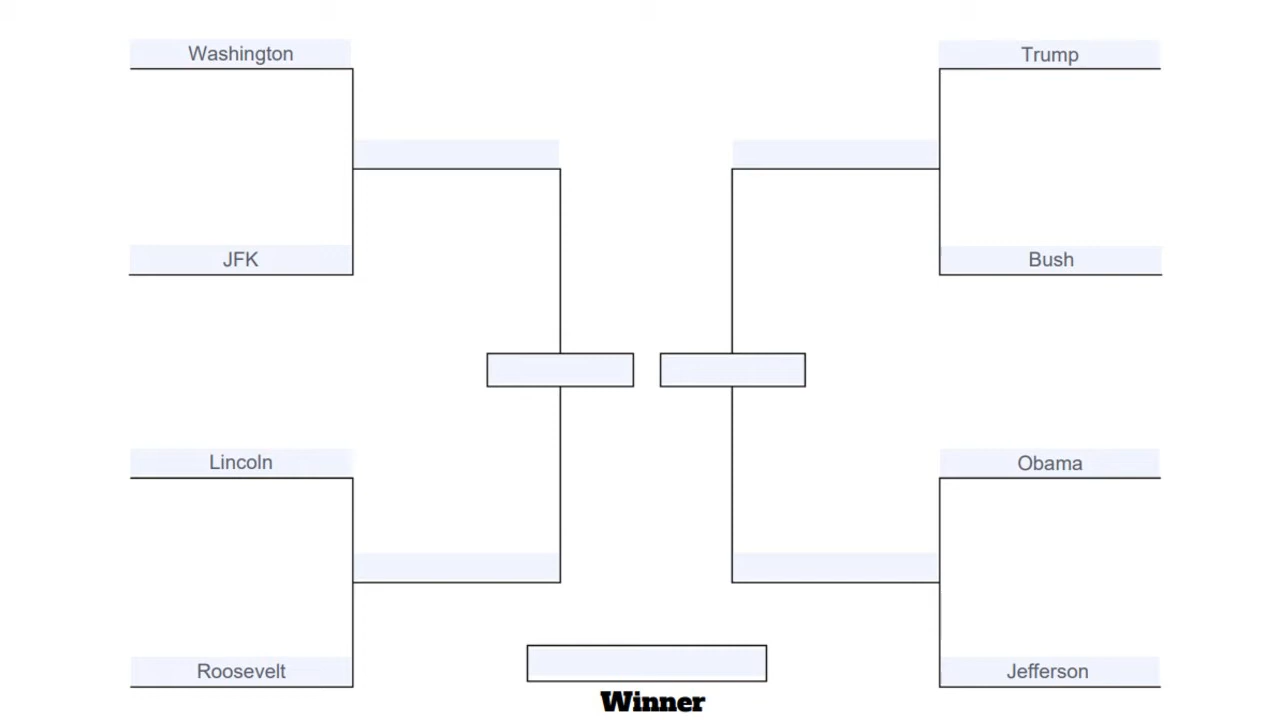 Washington
Trump
JFK
Bush
Lincoln
Obama
Roosevelt
Jefferson
Winner